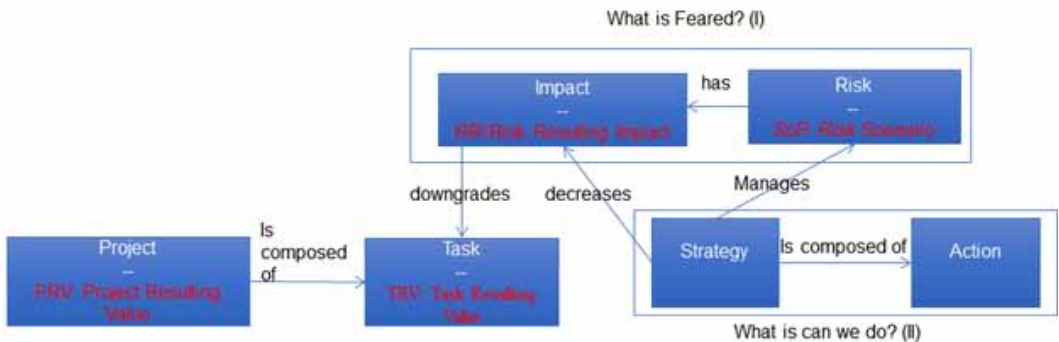 What is Feared? (I)
Impact
--
RRI:Risk Resulting Impact
has
Risk
--
ScR: Risk Scenario
downgrades
decreases
Manages
Project
--
PRV: Project Resulting
Value
Is
composed
of
Task
--
TRV: Task Resulting
Value
Strategy
Is composed of
Action
What is can we do? (II)